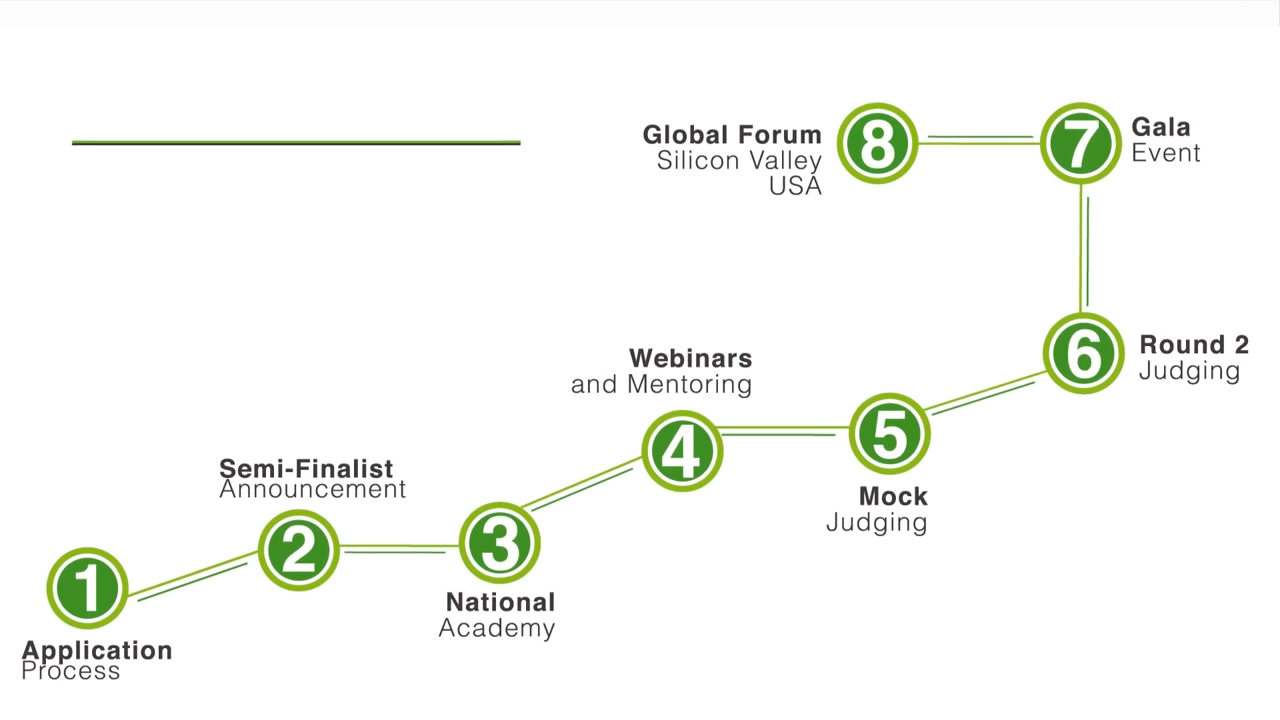 1
Application
Process
2
Semi-Finalist
Announcement
3
National
Academy
4
Webinars
and Mentoring
5
Mock
Judging
6
Round 2
Judging
7
Gala
Event
8
Global Forum
Silicon Valley
USA